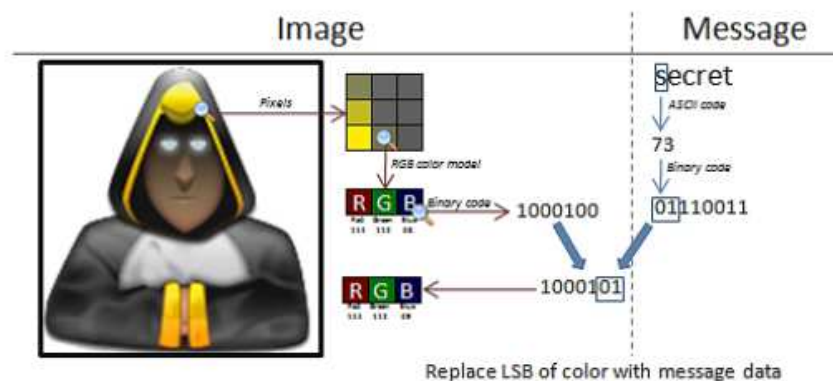 Image
Message
secret
ASCII code
Pixels
73
RGB color model
Binary code
R G B
Binary code
1000100
01110011
R G B
1000101
Replace LSB of color with message data